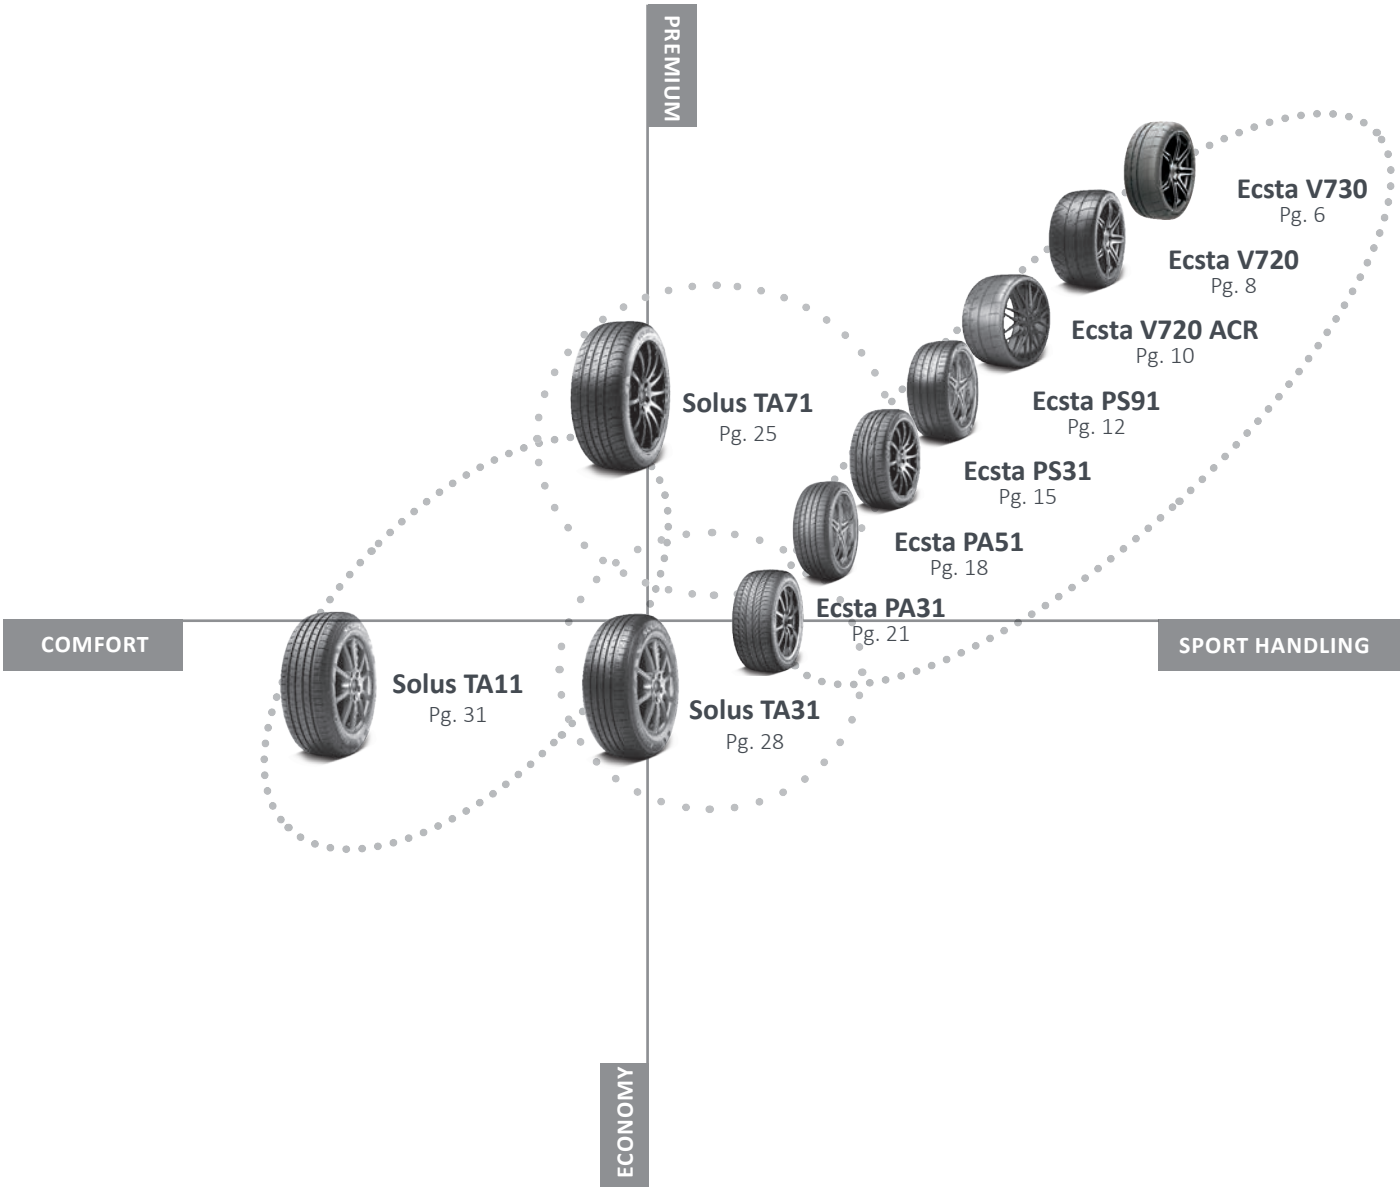 PREMIUM
Ecsta V730
Pg. 6
Ecsta V720
Pg. 8
Ecsta V720 ACR
Pg. 10
Ecsta PS91
Pg. 12
Solus TA71
Pg. 25
Ecsta PS31
Pg. 15
Ecsta PA51
Pg. 18
Ecsta PA31
Pg. 21
COMFORT
SPORT HANDLING
Solus TA11
Pg. 31
Solus TA31
Pg. 28
ECONOMY